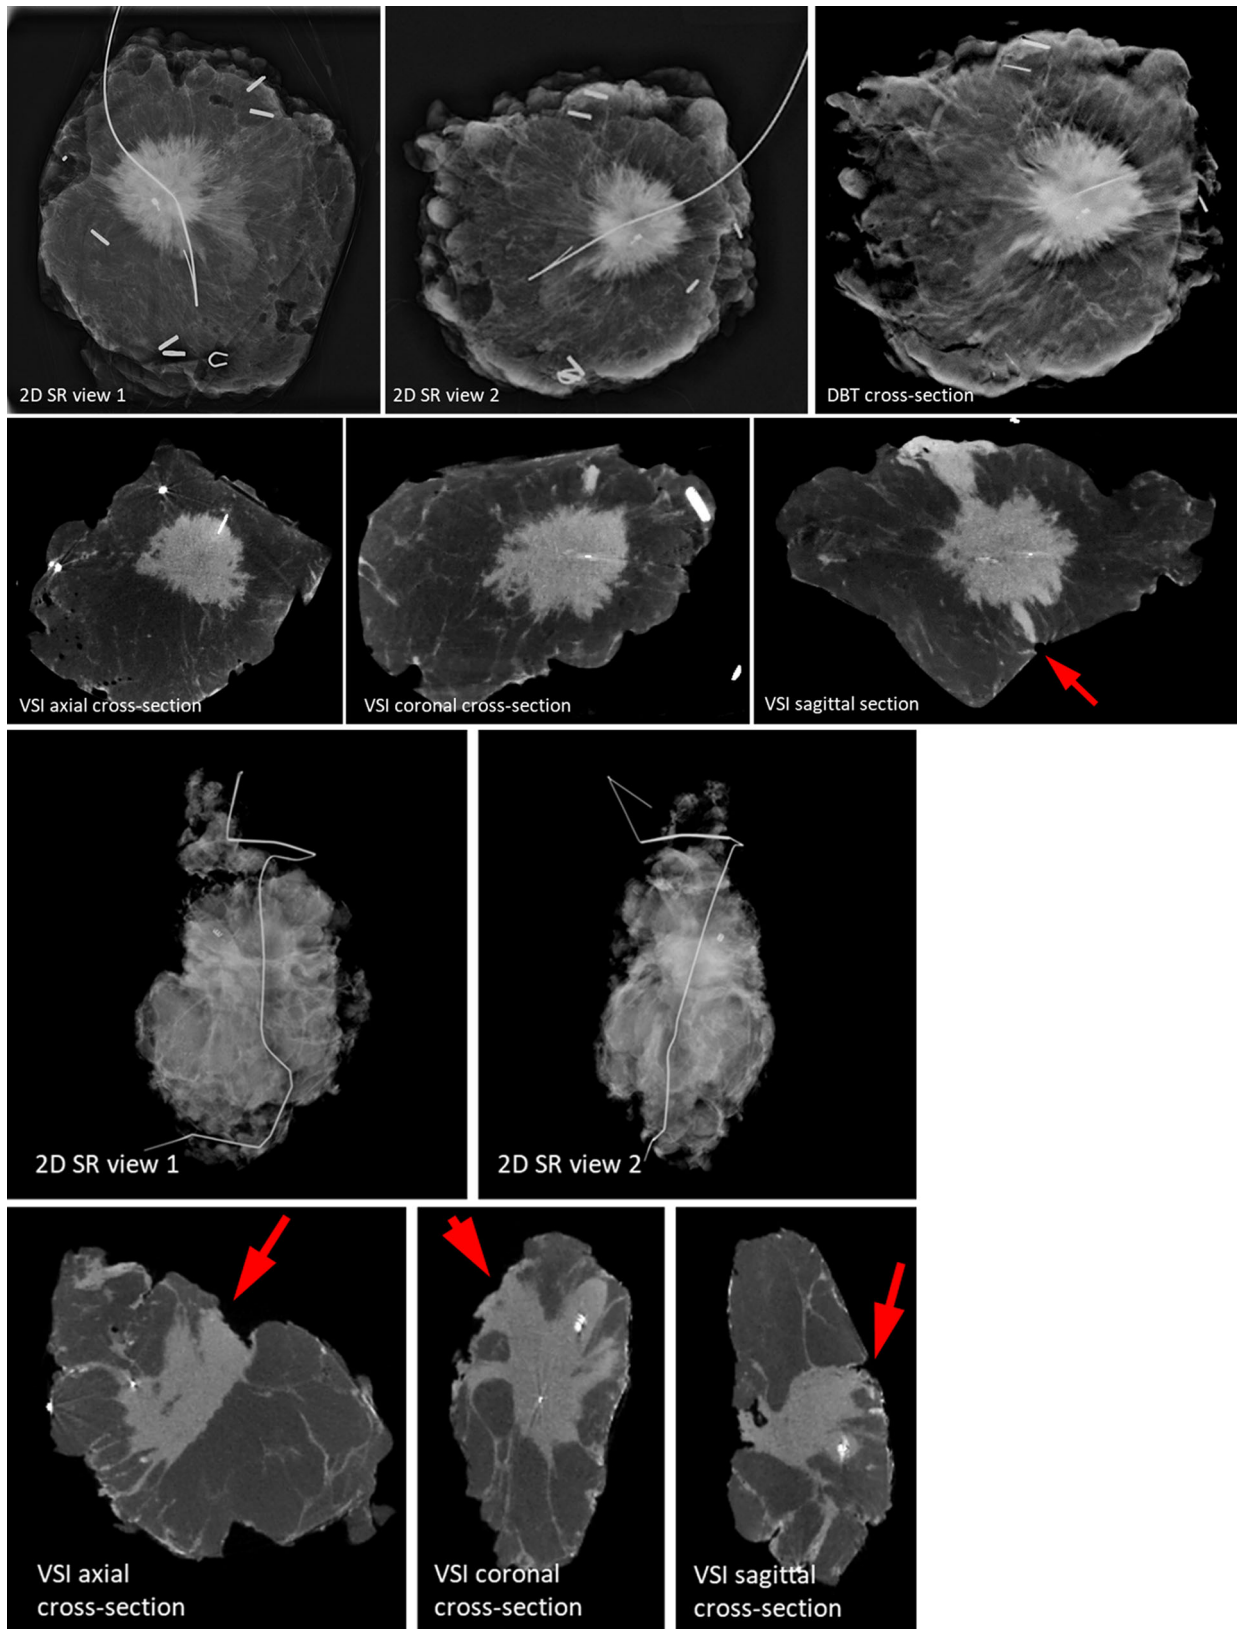 2D SR view 1
2D SR view 2
DBT cross-section
VSI axial cross-section
VSI coronal cross-section
VSI sagittal section
2D SR view 1
2D SR view 2
VSI axial
cross-section
VSI coronal
cross-section
VSI sagittal
cross-section